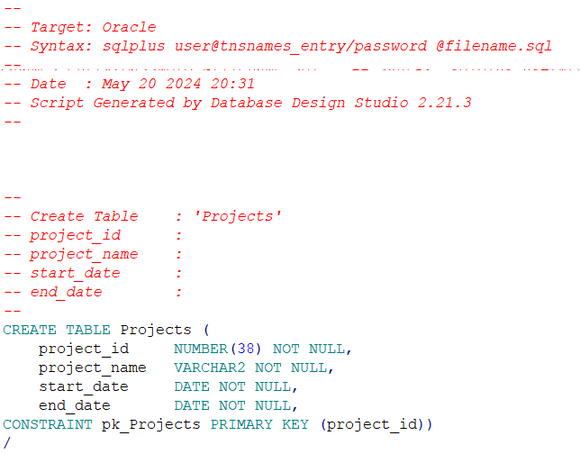 --
-- Target: Oracle
-- Syntax: sqlplus user@tnsnames_entry/password @filename.sql
--
-- Date  : May 20 2024 20:31
-- Script Generated by Database Design Studio 2.21.3
--
--
-- Create Table    : 'Projects'
-- project_id      :
-- project_name    :
-- start_date      :
-- end_date        :
--
CREATE TABLE Projects (
    project_id     NUMBER(38) NOT NULL,
    project_name   VARCHAR2 NOT NULL,
    start_date     DATE NOT NULL,
    end_date       DATE NOT NULL,
CONSTRAINT pk_Projects PRIMARY KEY (project_id))
/